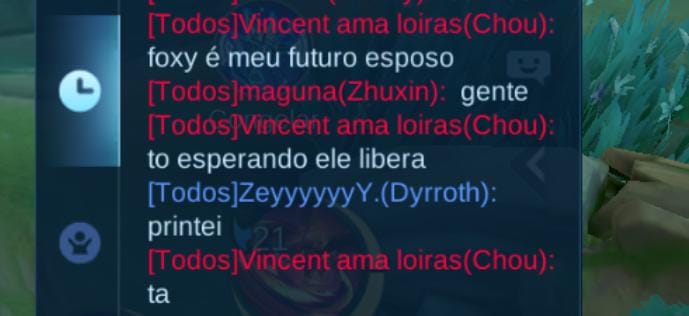 [Todos]Vincent ama loiras(Chou):
foxy é meu futuro esposo
[Todos]maguna(Zhuxin): gente
[Todos]Vincent ama loiras(Chou):
to esperando ele libera
[Todos]ZeyyyyyyY.(Dyrroth):
printei
21
[Todos]Vincent ama loiras(Chou):
ta